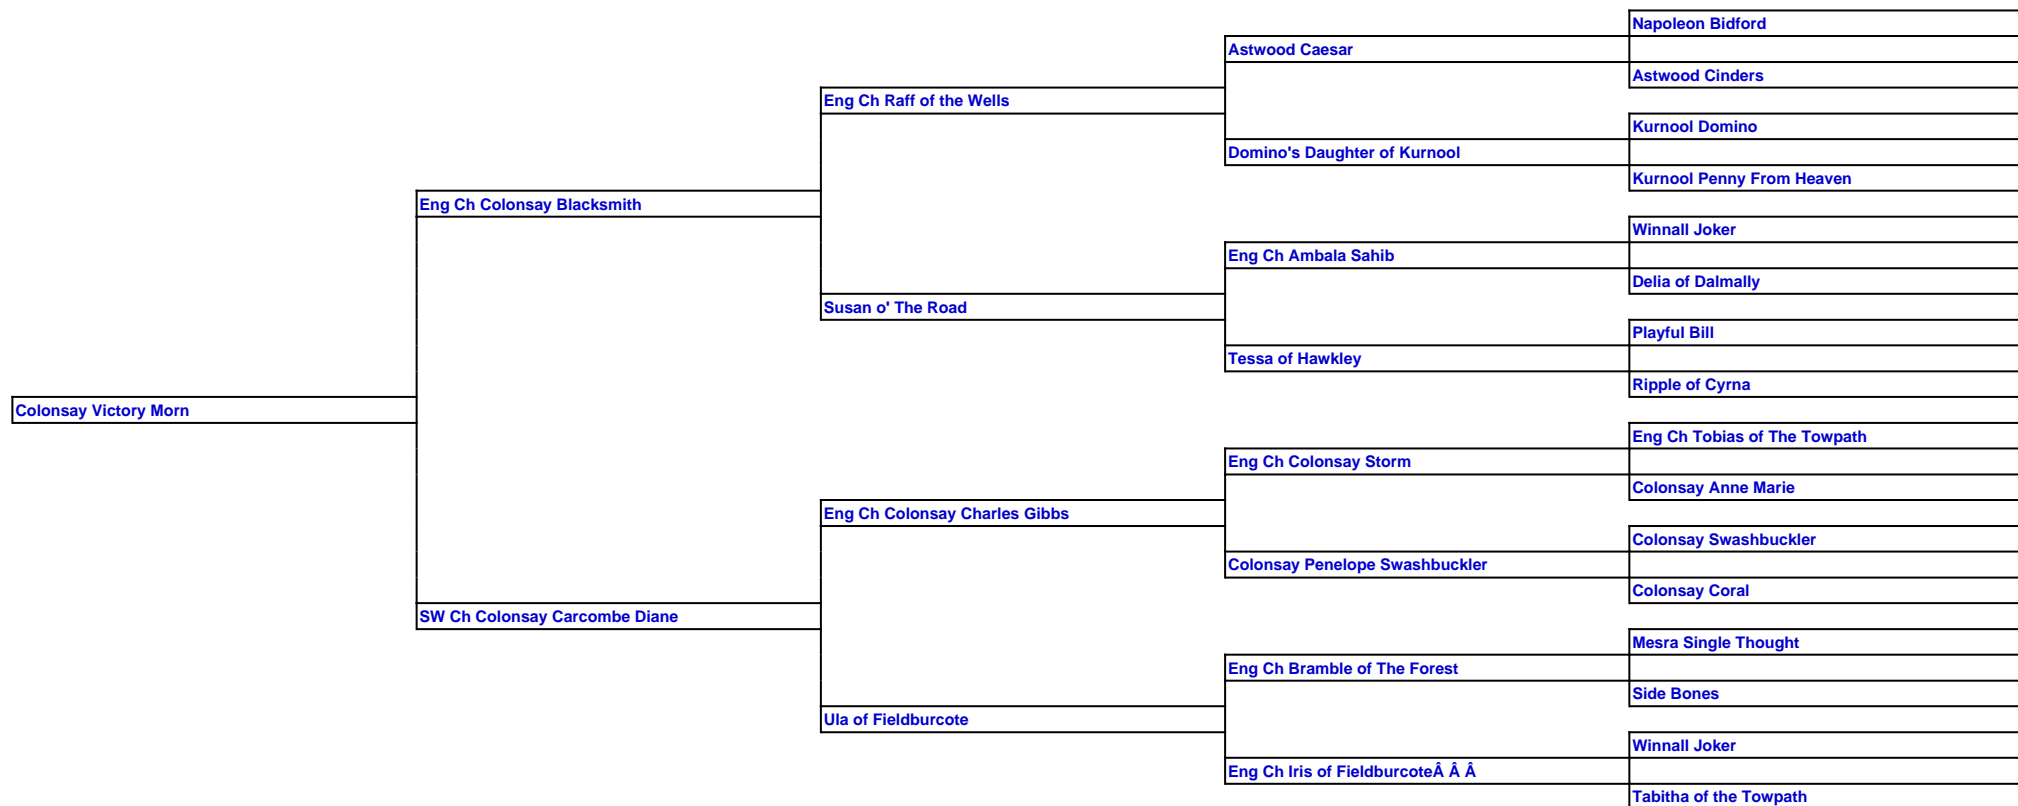 Napoleon Bidford
Astwood Caesar
Astwood Cinders
Eng Ch Raff of the Wells
Kurnool Domino
Domino's Daughter of Kurnool
Kurnool Penny From Heaven
Eng Ch Colonsay Blacksmith
Winnall Joker
Eng Ch Ambala Sahib
Delia of Dalmally
Susan o' The Road
Playful Bill
Tessa of Hawkley
Ripple of Cyrna
Colonsay Victory Morn
Eng Ch Tobias of The Towpath
Eng Ch Colonsay Storm
Colonsay Anne Marie
Eng Ch Colonsay Charles Gibbs
Colonsay Swashbuckler
Colonsay Penelope Swashbuckler
Colonsay Coral
SW Ch Colonsay Carcombe Diane
Mesra Single Thought
Eng Ch Bramble of The Forest
Side Bones
Ula of Fieldburcote
Winnall Joker
Eng Ch Iris of FieldburcoteÂ Â Â
Tabitha of the Towpath